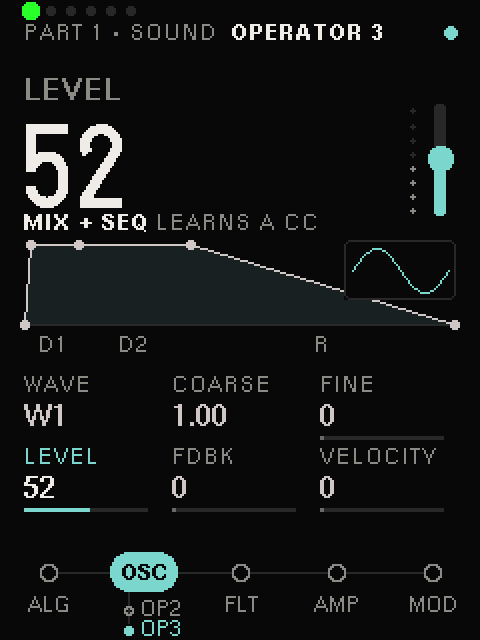 PART 1 · SOUND OPERATOR 3
LEVEL
52
MIX + SEQ LEARNS A CC
D1 D2 R
WAVE COARSE FINE
W1 1.00 0
LEVEL FDBK VELOCITY
52 0 0
OSC
ALG OP2 FLT AMP MOD
OP3